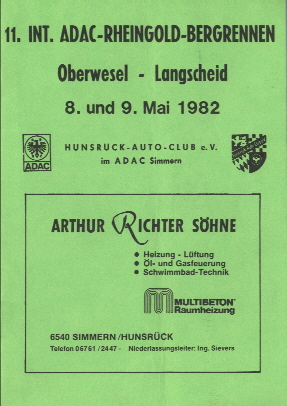 11. INT. ADAC-RHEINGOLD-BERGRENNEN
Oberwesel - Langscheid
8. und 9. Mai 1982
HUNSRÜCK-AUTO-CLUB e.V.
im ADAC Simmern
ADAC
ARTHUR RICHTER SÖHNE
• Heizung - Lüftung
• Öl- und Gasfeuerung
• Schwimmbad-Technik
MULTIBETON
Raumheizung
6540 SIMMERN/HUNSRÜCK
Telefon 06761/2447 - Niederlassungsleiter: Ing. Sievers